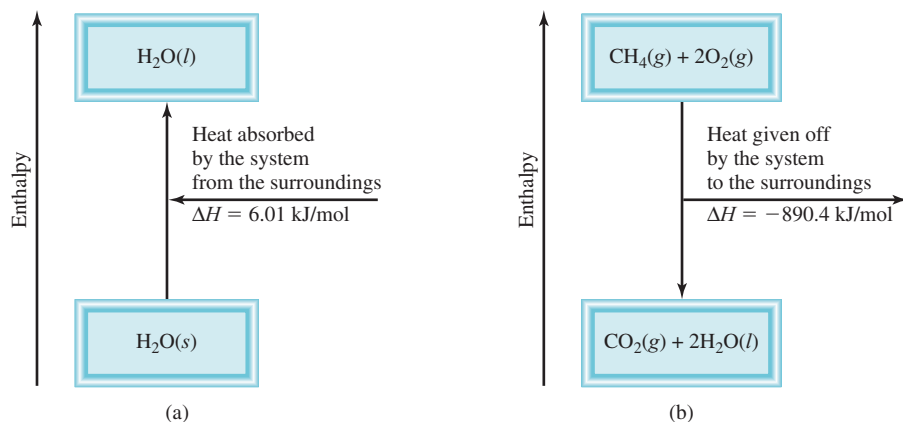 Enthalpy
H₂O(l)
Heat absorbed
by the system
from the surroundings
ΔH = 6.01 kJ/mol
H₂O(s)
(a)
Enthalpy
CH₄(g) + 2O₂(g)
Heat given off
by the system
to the surroundings
ΔH = −890.4 kJ/mol
CO₂(g) + 2H₂O(l)
(b)